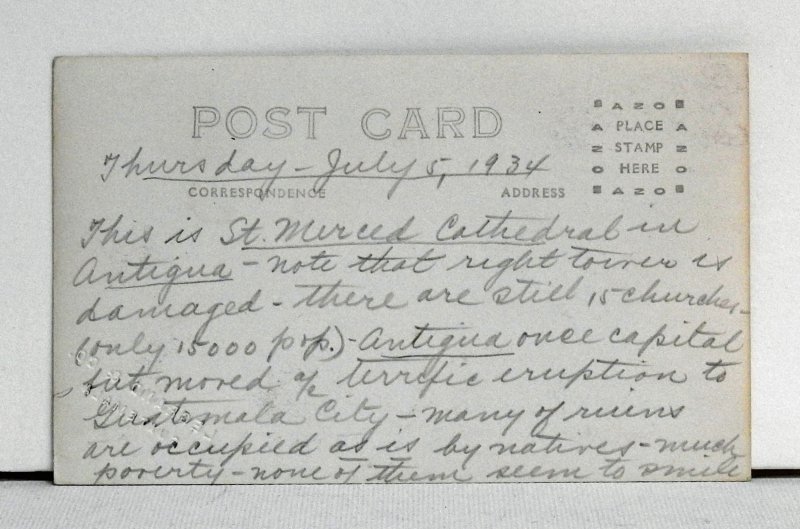 POST CARD
AZO
PLACE
STAMP
HERE
AZO
Thursday - July 5, 1934
CORRESPONDENCE ADDRESS
This is St. Merced Cathedral in
Antigua - note that right tower is
damaged - there are still 15 churches -
(only 15000 pop.) - Antigua once capital
but moved a/c terrific eruption to
Guatemala City - many of ruins
are occupied as is by natives - much
poverty - none of them seem to smile